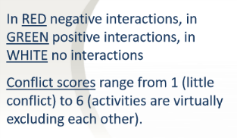 In RED negative interactions, in
GREEN positive interactions, in
WHITE no interactions
Conflict scores range from 1 (little
conflict) to 6 (activities are virtually
excluding each other).